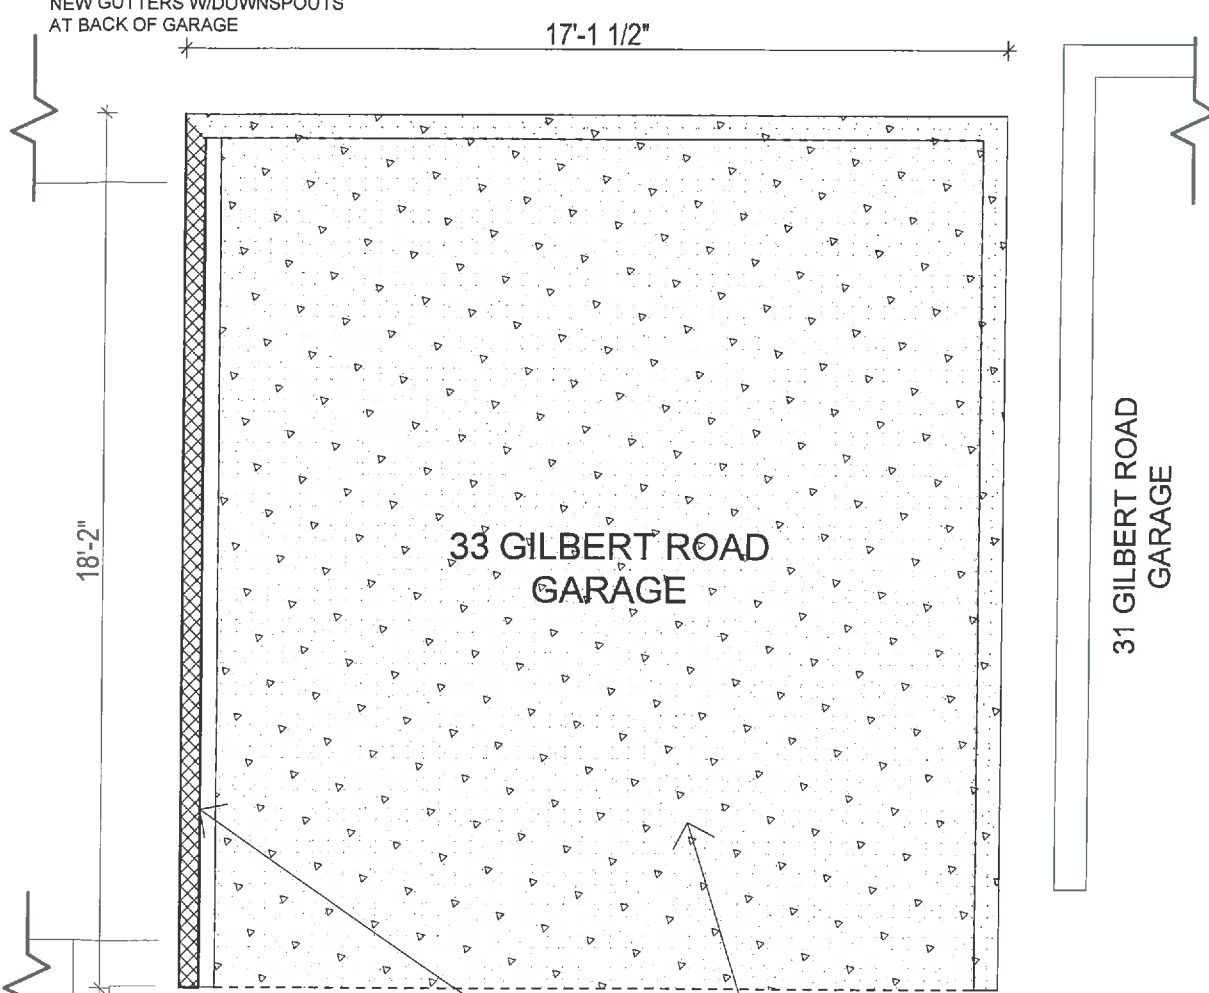 NEW GUTTERS W/DOWNSPOUTS
AT BACK OF GARAGE
17'-1 1/2"
18'-2"
33 GILBERT ROAD
GARAGE
31 GILBERT ROAD
GARAGE